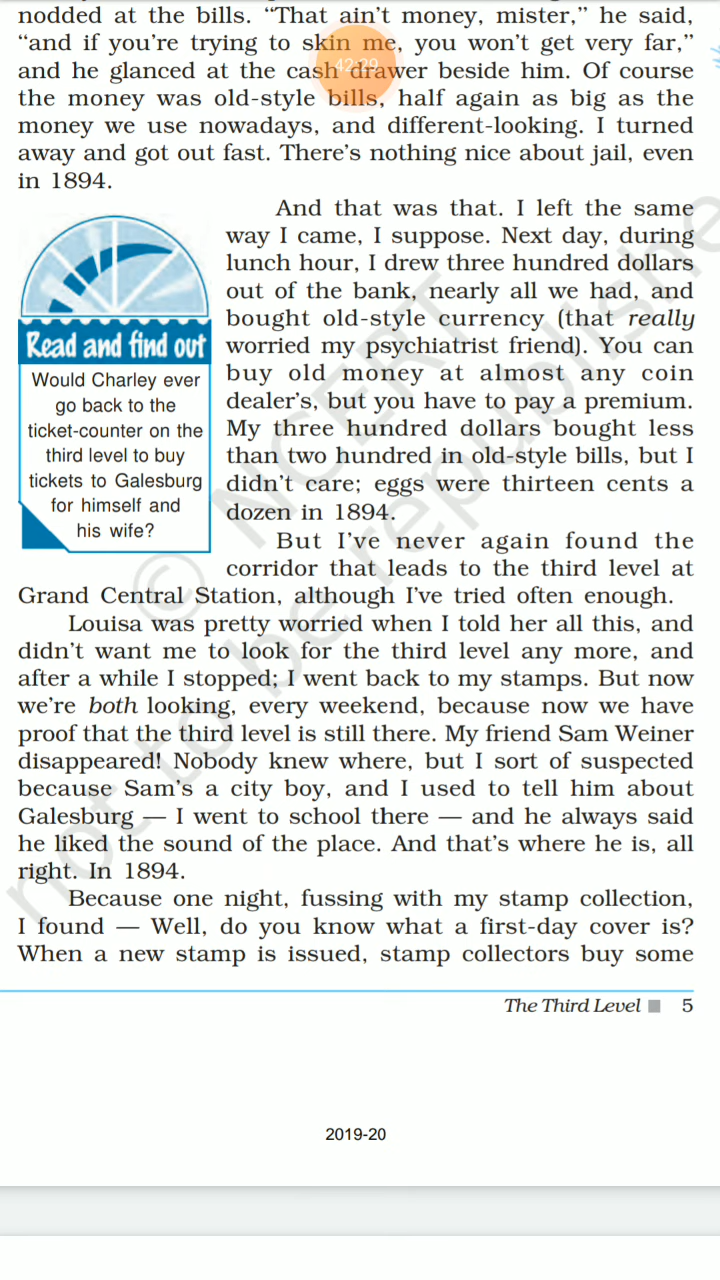 nodded at the bills. “That ain’t money, mister,” he said,
“and if you’re trying to skin me, you won’t get very far,”
and he glanced at the cash drawer beside him. Of course
42:29
the money was old-style bills, half again as big as the
money we use nowadays, and different-looking. I turned
away and got out fast. There’s nothing nice about jail, even
in 1894.
And that was that. I left the same
way I came, I suppose. Next day, during
lunch hour, I drew three hundred dollars
out of the bank, nearly all we had, and
bought old-style currency (that really
worried my psychiatrist friend). You can
buy old money at almost any coin
dealer’s, but you have to pay a premium.
My three hundred dollars bought less
than two hundred in old-style bills, but I
didn’t care; eggs were thirteen cents a
dozen in 1894.
Read and find out
Would Charley ever
go back to the
ticket-counter on the
third level to buy
tickets to Galesburg
for himself and
his wife?
But I’ve never again found the
corridor that leads to the third level at
Grand Central Station, although I’ve tried often enough.
Louisa was pretty worried when I told her all this, and
didn’t want me to look for the third level any more, and
after a while I stopped; I went back to my stamps. But now
we’re both looking, every weekend, because now we have
proof that the third level is still there. My friend Sam Weiner
disappeared! Nobody knew where, but I sort of suspected
because Sam’s a city boy, and I used to tell him about
Galesburg — I went to school there — and he always said
he liked the sound of the place. And that’s where he is, all
right. In 1894.
Because one night, fussing with my stamp collection,
I found — Well, do you know what a first-day cover is?
When a new stamp is issued, stamp collectors buy some
The Third Level 5
2019-20
© NCERT
not to be republishe